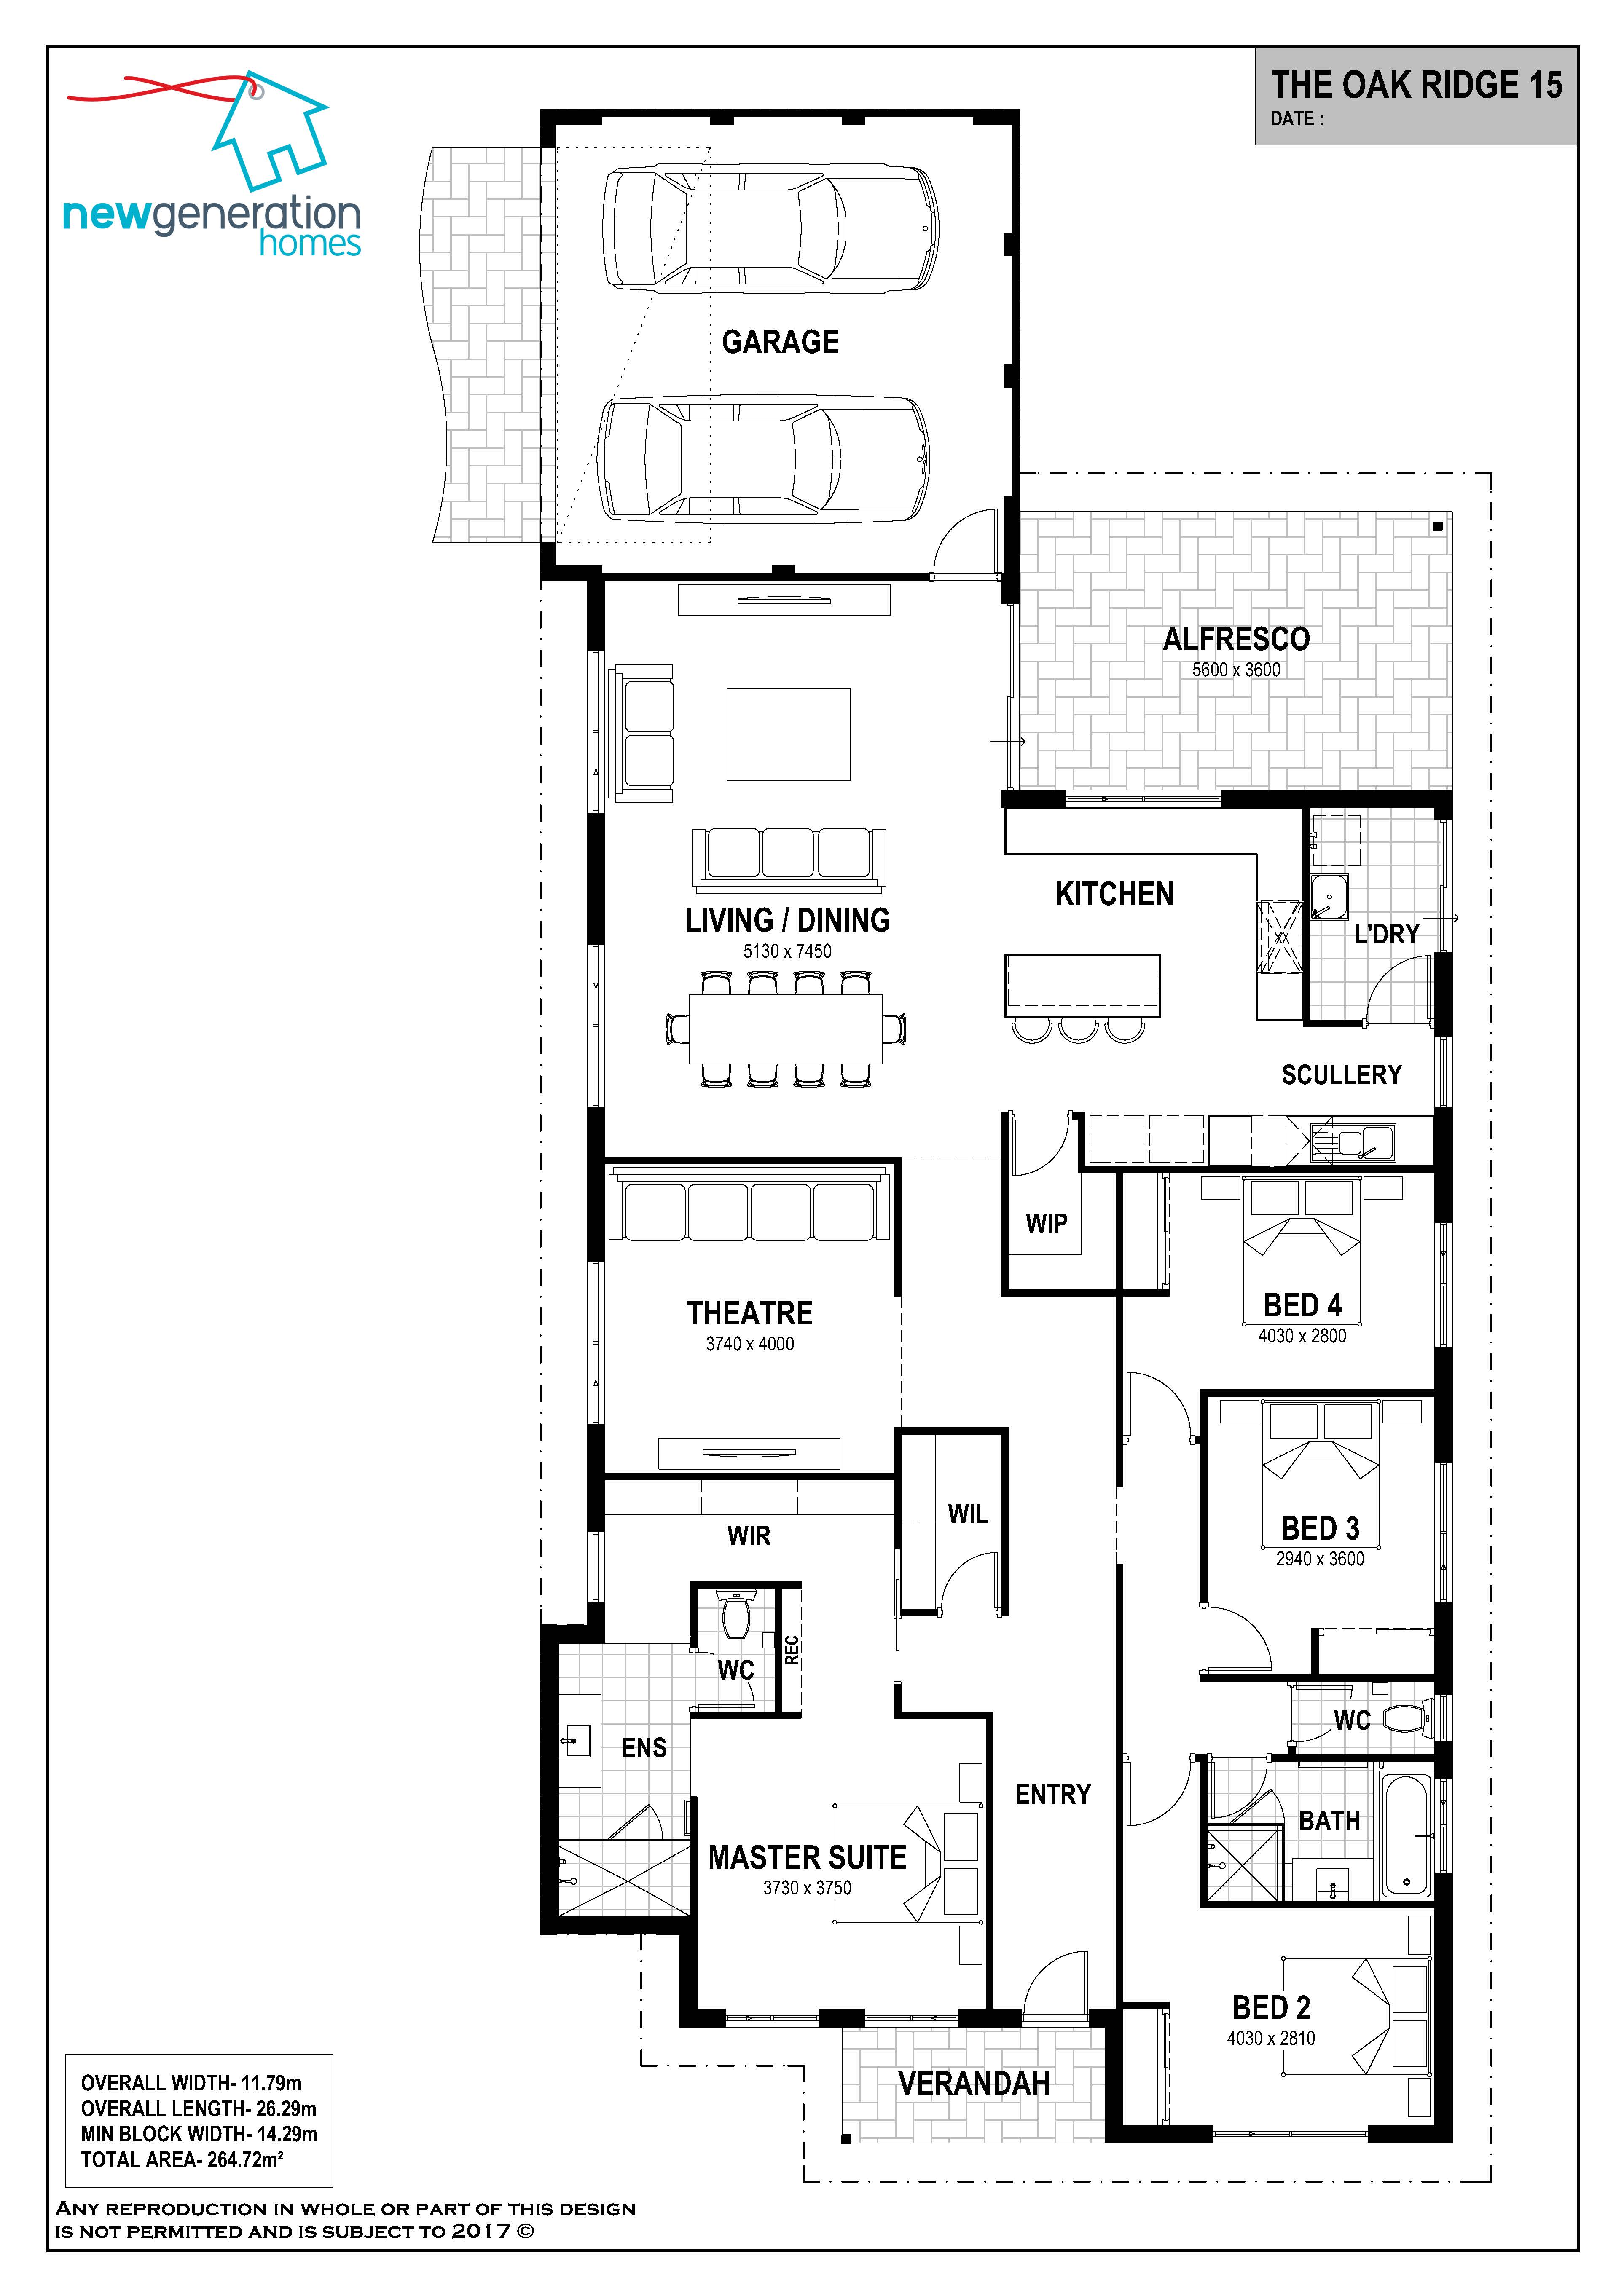 THE OAK RIDGE 15
DATE :
newgeneration
homes
GARAGE
ALFRESCO
5600 x 3600
KITCHEN
LIVING / DINING
5130 x 7450
L'DRY
SCULLERY
WIP
THEATRE
3740 x 4000
BED 4
4030 x 2800
WIL
WIR
BED 3
2940 x 3600
REC
WC
WC
ENS
ENTRY
BATH
MASTER SUITE
3730 x 3750
BED 2
4030 x 2810
VERANDAH
OVERALL WIDTH- 11.79m
OVERALL LENGTH- 26.29m
MIN BLOCK WIDTH- 14.29m
TOTAL AREA- 264.72m²
ANY REPRODUCTION IN WHOLE OR PART OF THIS DESIGN
IS NOT PERMITTED AND IS SUBJECT TO 2017 ©